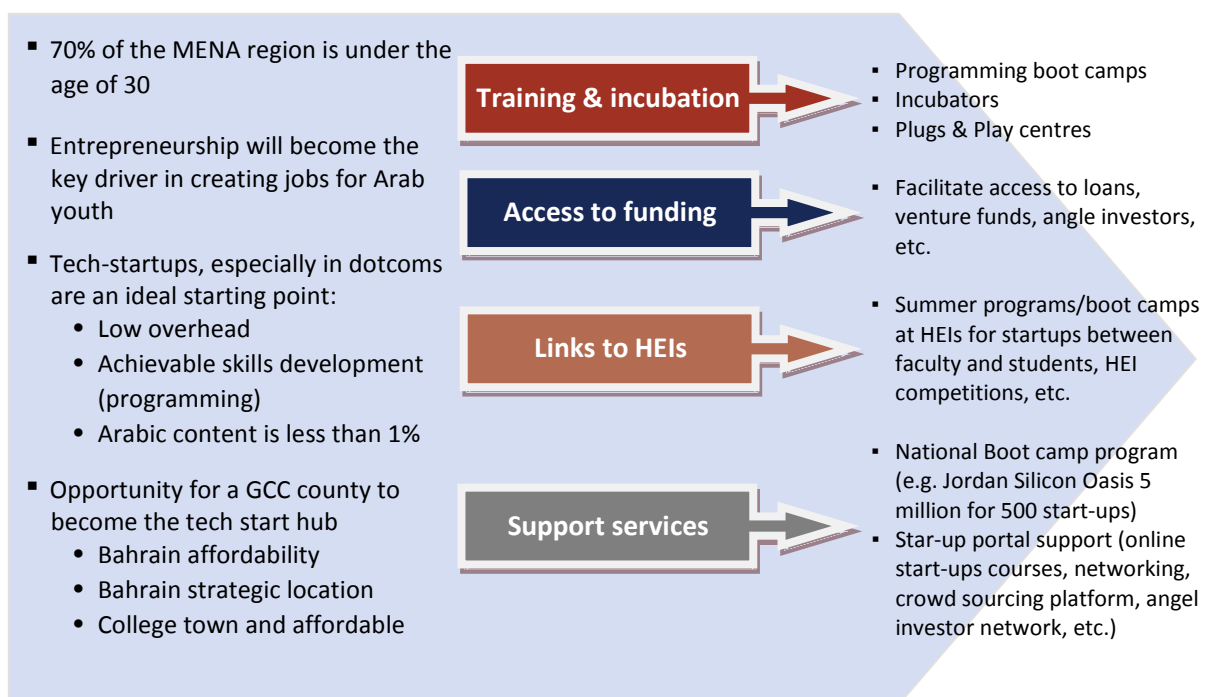 ▪ 70% of the MENA region is under the
age of 30
▪ Entrepreneurship will become the
key driver in creating jobs for Arab
youth
▪ Tech-startups, especially in dotcoms
are an ideal starting point:
• Low overhead
• Achievable skills development
(programming)
• Arabic content is less than 1%
▪ Opportunity for a GCC county to
become the tech start hub
• Bahrain affordability
• Bahrain strategic location
• College town and affordable
Training & incubation
▪ Programming boot camps
▪ Incubators
▪ Plugs & Play centres
Access to funding
▪ Facilitate access to loans,
venture funds, angle investors,
etc.
Links to HEIs
▪ Summer programs/boot camps
at HEIs for startups between
faculty and students, HEI
competitions, etc.
Support services
▪ National Boot camp program
(e.g. Jordan Silicon Oasis 5
million for 500 start-ups)
▪ Star-up portal support (online
start-ups courses, networking,
crowd sourcing platform, angel
investor network, etc.)